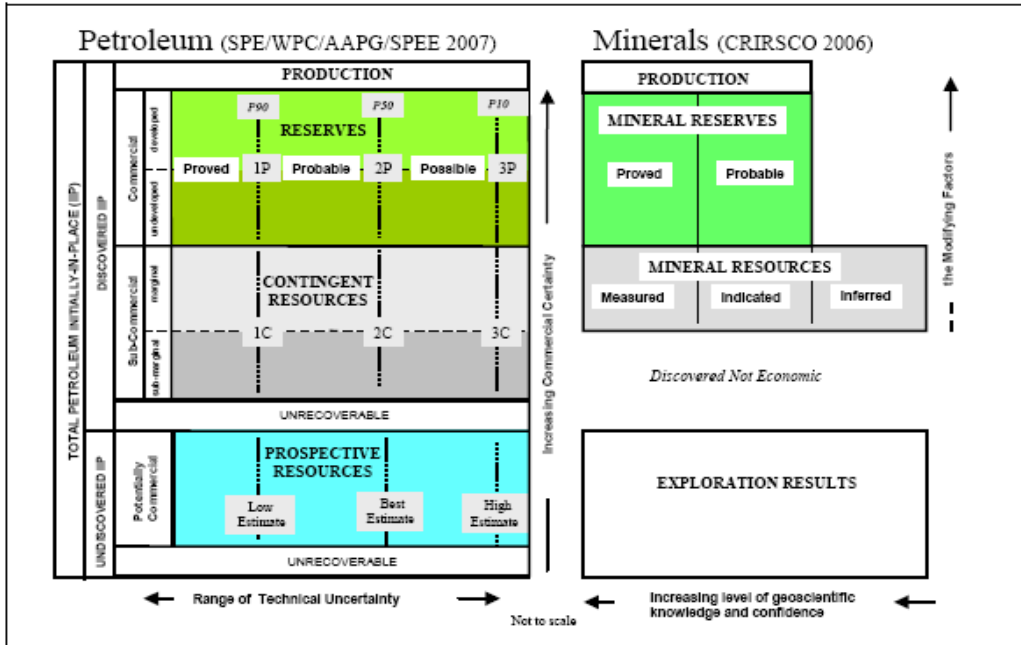 Petroleum (SPE/WPC/AAPG/SPEE 2007)
TOTAL PETROLEUM INITIALLY-IN-PLACE (IIP)
DISCOVERED IIP
UNDISCOVERED IIP
Commercial
Sub-Commercial
Potentially
Commercial
developed
undeveloped
marginal
sub-marginal
PRODUCTION
P90 P50 P10
RESERVES
Proved 1P Probable 2P Possible 3P
CONTINGENT
RESOURCES
1C 2C 3C
UNRECOVERABLE
PROSPECTIVE
RESOURCES
Low
Estimate
Best
Estimate
High
Estimate
UNRECOVERABLE
Range of Technical Uncertainty
Increasing Commercial Certainty
Not to scale
Minerals (CRIRSCO 2006)
PRODUCTION
MINERAL RESERVES
Proved Probable
MINERAL RESOURCES
Measured Indicated Inferred
Discovered Not Economic
EXPLORATION RESULTS
Increasing level of geoscientific
knowledge and confidence
the Modifying Factors